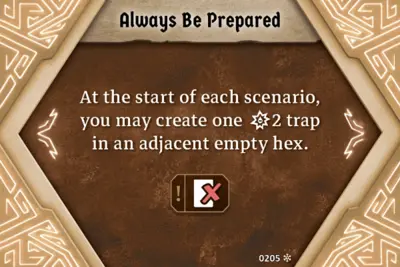 Always Be Prepared
At the start of each scenario,
you may create one 2 trap
in an adjacent empty hex.
!
0205